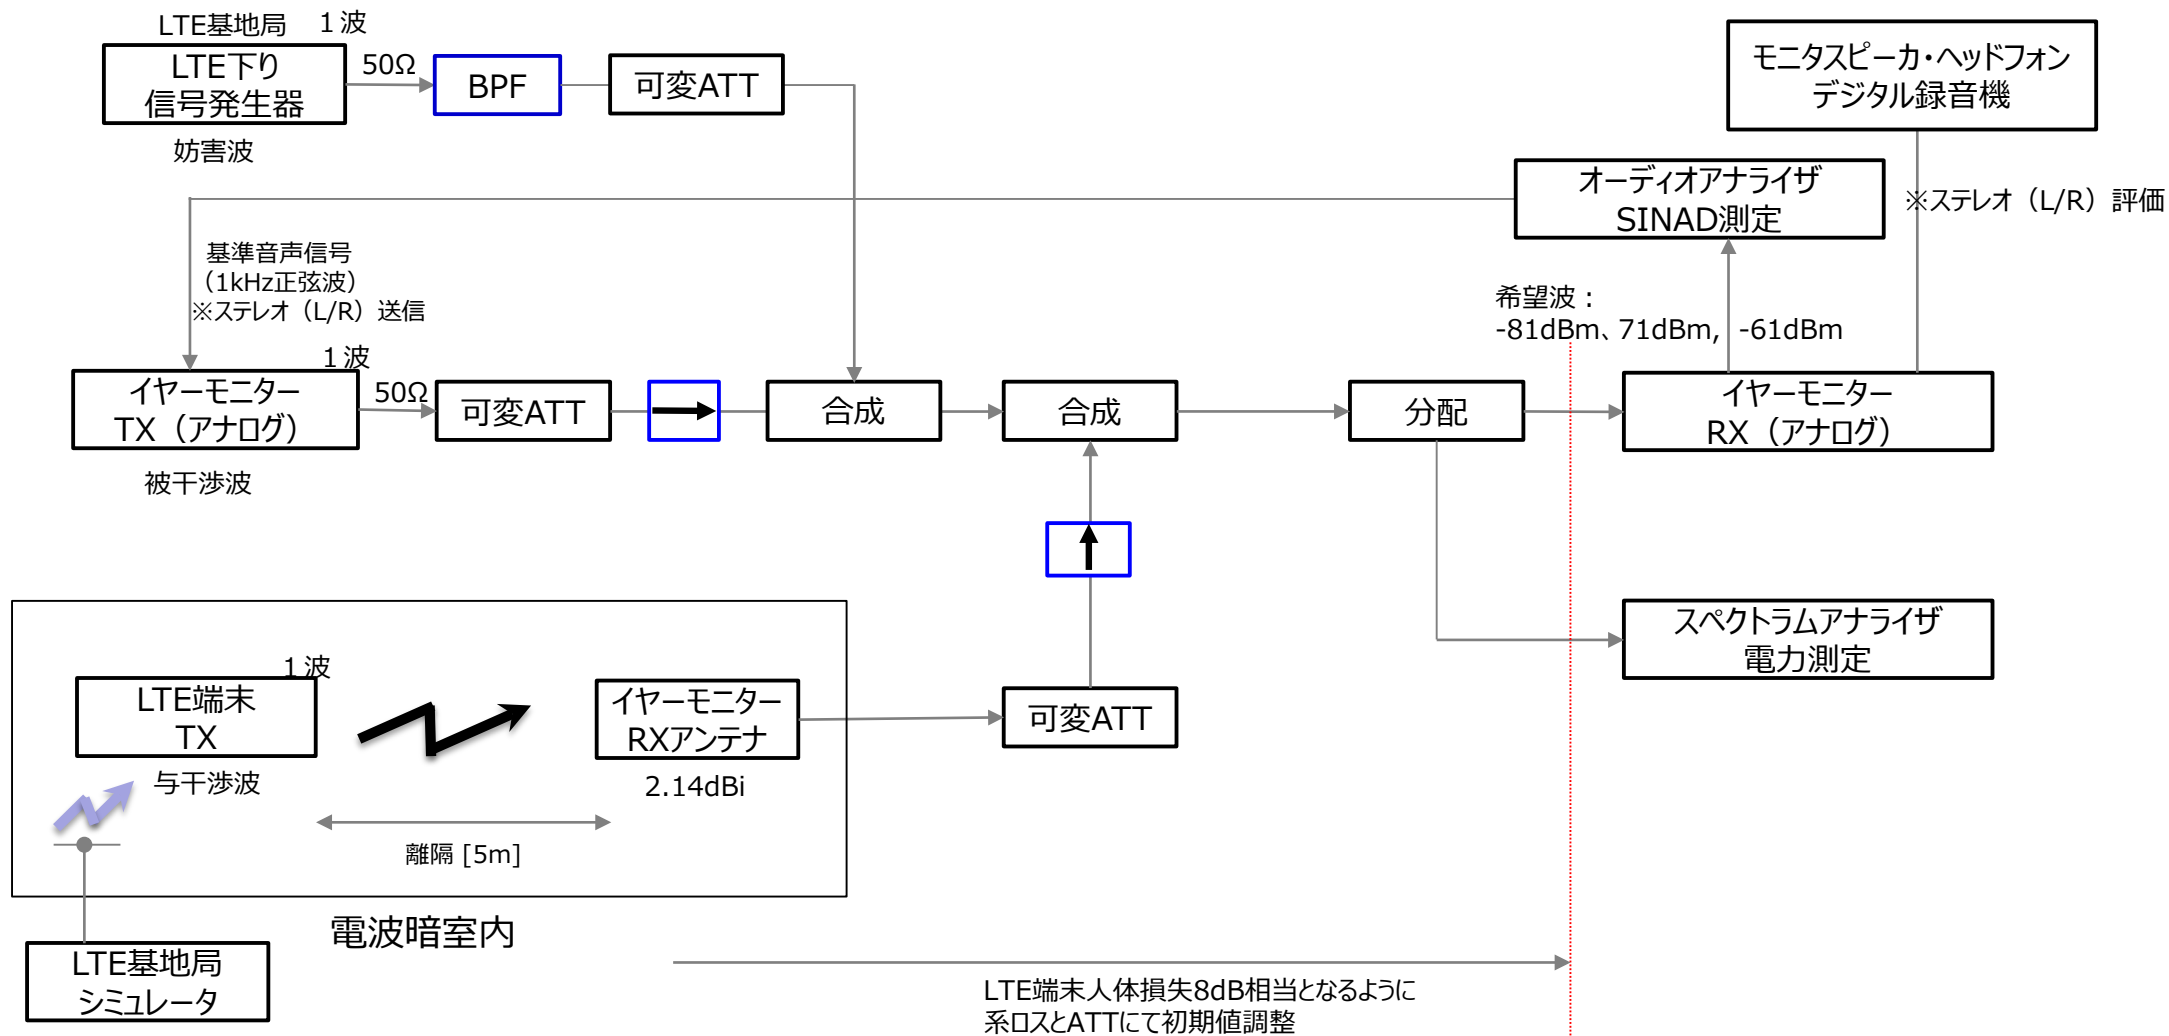 LTE基地局 １波
LTE下り
信号発生器
50Ω
BPF
可変ATT
妨害波
モニタスピーカ・ヘッドフォン
デジタル録音機
オーディオアナライザ
SINAD測定
※ステレオ（L/R）評価
基準音声信号
（1kHz正弦波）
※ステレオ（L/R）送信
希望波：
-81dBm、71dBm, -61dBm
１波
イヤーモニター
TX（アナログ）
50Ω
可変ATT
合成
合成
分配
イヤーモニター
RX（アナログ）
被干渉波
スペクトラムアナライザ
電力測定
１波
LTE端末
TX
イヤーモニター
RXアンテナ
可変ATT
与干渉波
2.14dBi
離隔 [5m]
電波暗室内
LTE基地局
シミュレータ
LTE端末人体損失8dB相当となるように
系ロスとATTにて初期値調整